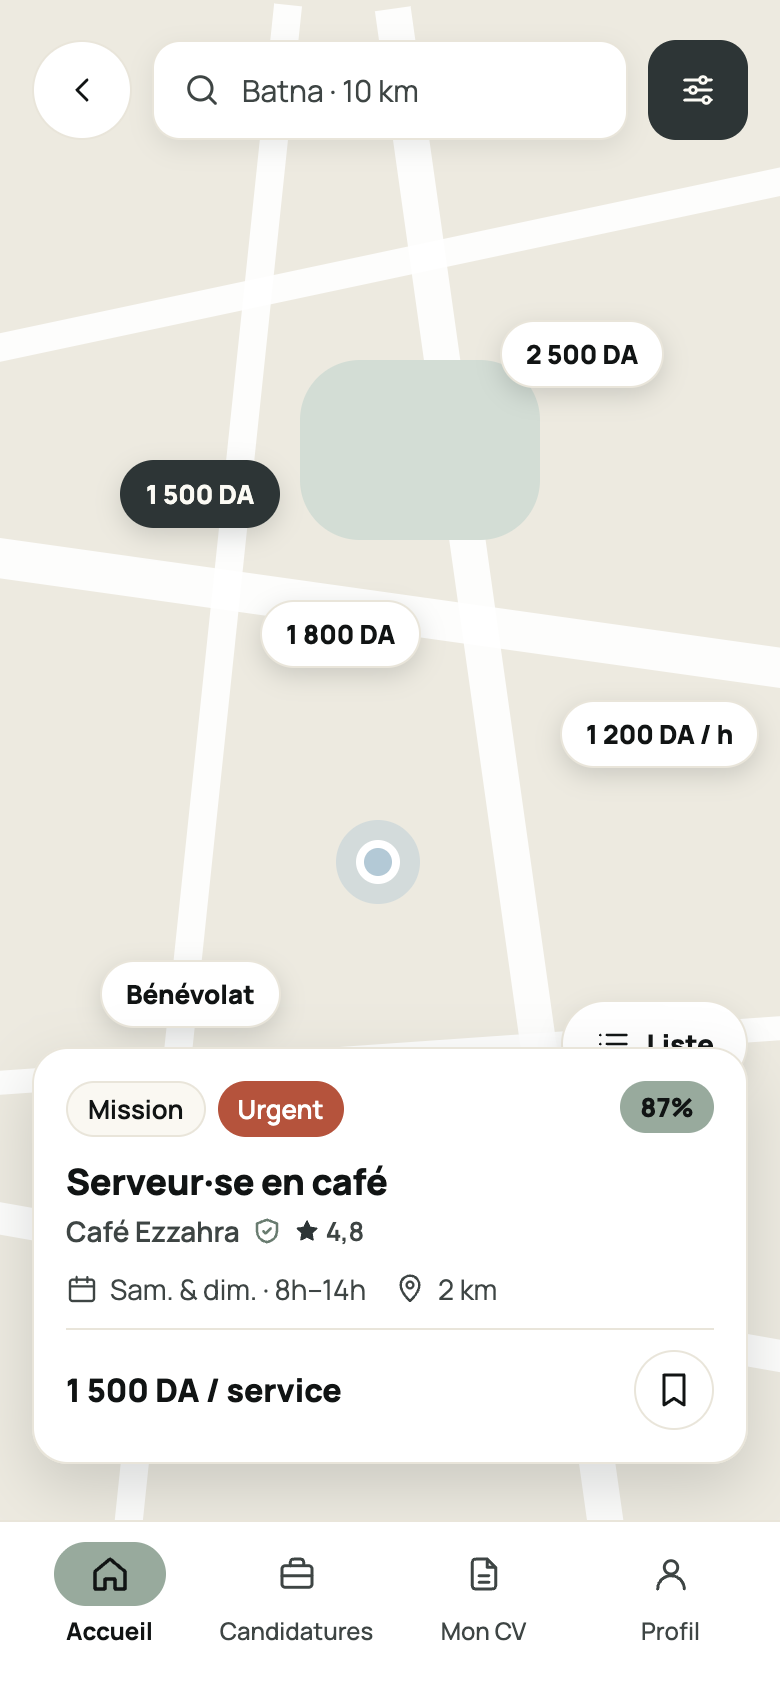 Batna · 10 km
2 500 DA
1 500 DA
1 800 DA
1 200 DA / h
Bénévolat
Liste
Mission
Urgent
87%
Serveur·se en café
Café Ezzahra
4,8
Sam. & dim. · 8h–14h
2 km
1 500 DA / service
Accueil
Candidatures
Mon CV
Profil